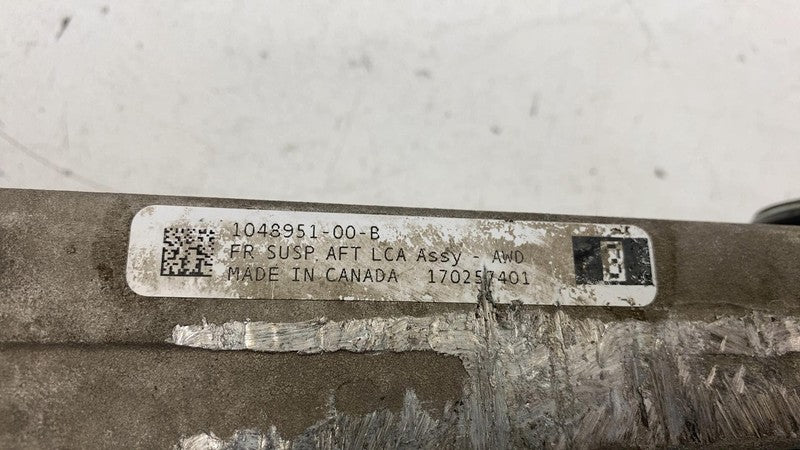 1048951-00-B
FR SUSP AFT LCA Assy - AWD
MADE IN CANADA 170257401